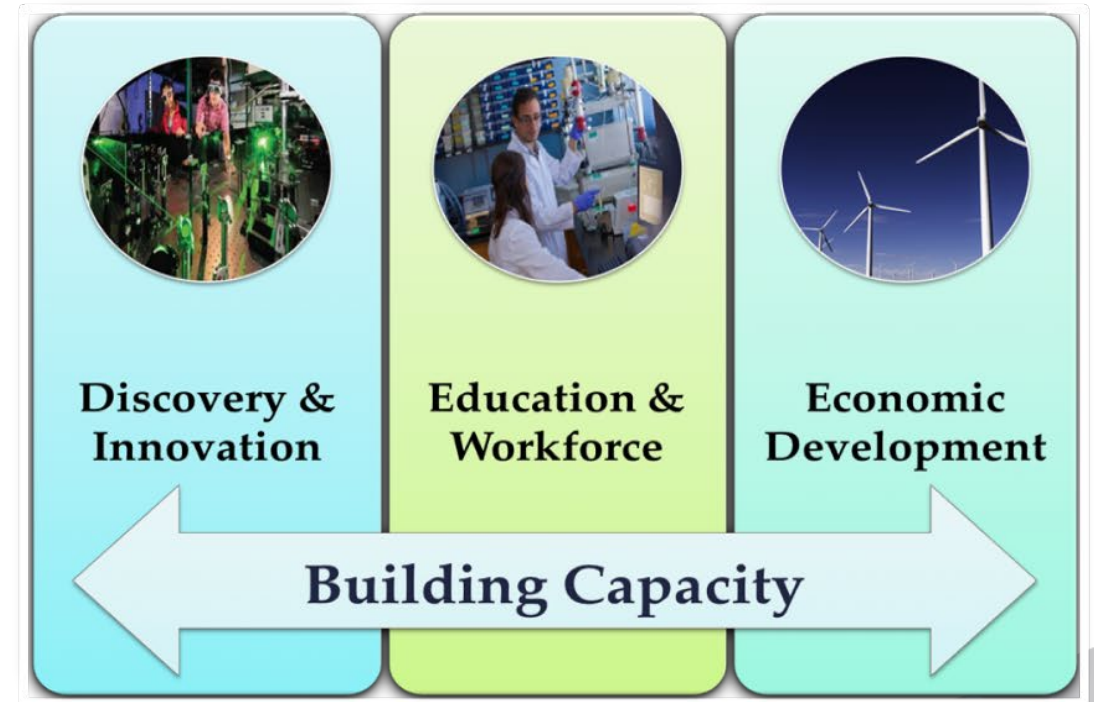 Discovery &
Innovation
Education &
Workforce
Economic
Development
Building Capacity